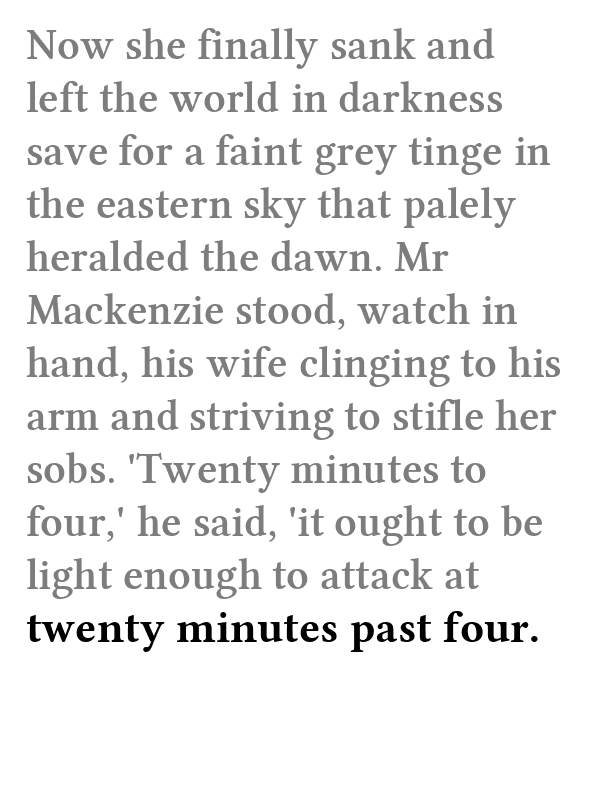 Now she finally sank and
left the world in darkness
save for a faint grey tinge in
the eastern sky that palely
heralded the dawn. Mr
Mackenzie stood, watch in
hand, his wife clinging to his
arm and striving to stifle her
sobs. 'Twenty minutes to
four,' he said, 'it ought to be
light enough to attack at
twenty minutes past four.